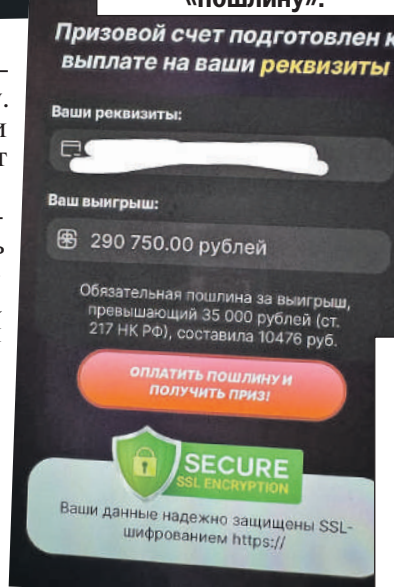 «пошлину».
Призовой счет подготовлен к
выплате на ваши реквизиты
Ваши реквизиты:
Ваш выигрыш:
290 750.00 рублей
Обязательная пошлина за выигрыш,
превышающий 35 000 рублей (ст.
217 НК РФ), составила 10476 руб.
ОПЛАТИТЬ ПОШЛИНУ И
ПОЛУЧИТЬ ПРИЗ!
SECURE
SSL ENCRYPTION
Ваши данные надежно защищены SSL-
шифрованием https://